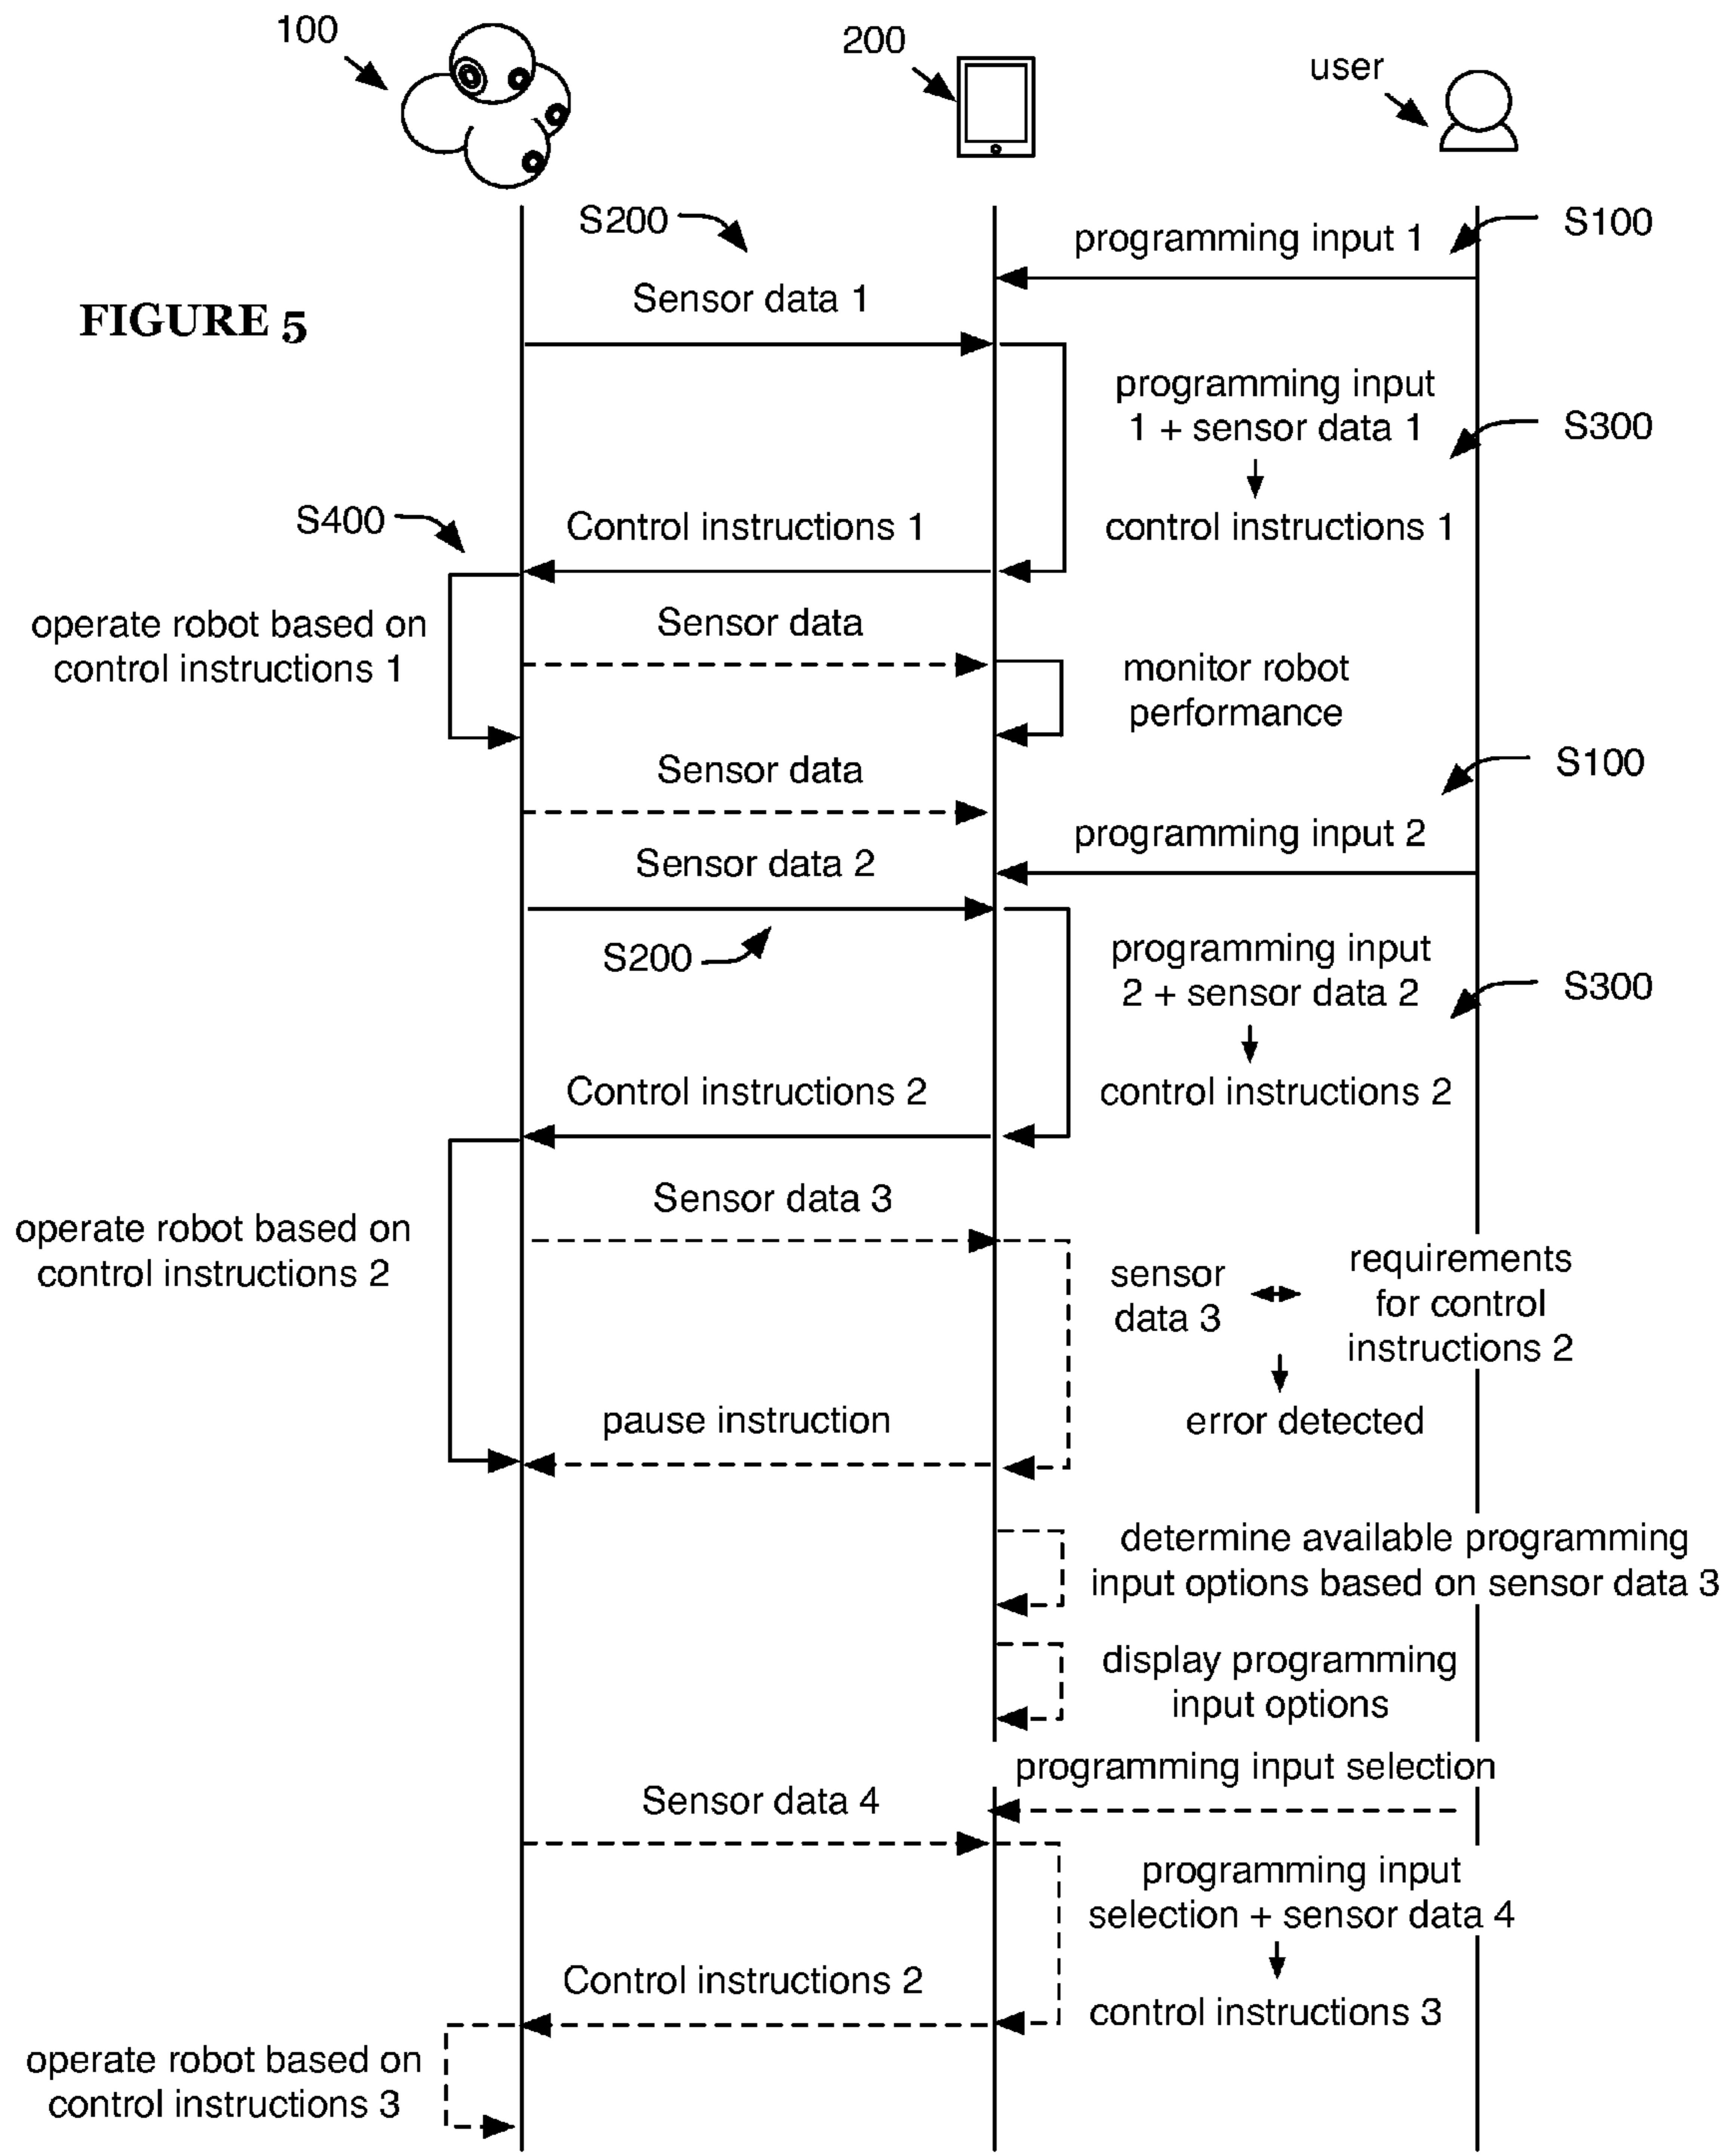 100
200
user
S200
S100
programming input 1
Sensor data 1
FIGURE 5
programming input
1 + sensor data 1
S300
S400
Control instructions 1
control instructions 1
operate robot based on
control instructions 1
Sensor data
monitor robot
performance
Sensor data
S100
programming input 2
Sensor data 2
S200
programming input
2 + sensor data 2
S300
Control instructions 2
control instructions 2
Sensor data 3
operate robot based on
control instructions 2
sensor
data 3
requirements
for control
instructions 2
pause instruction
error detected
determine available programming
input options based on sensor data 3
display programming
input options
programming input selection
Sensor data 4
programming input
selection + sensor data 4
Control instructions 2
control instructions 3
operate robot based on
control instructions 3